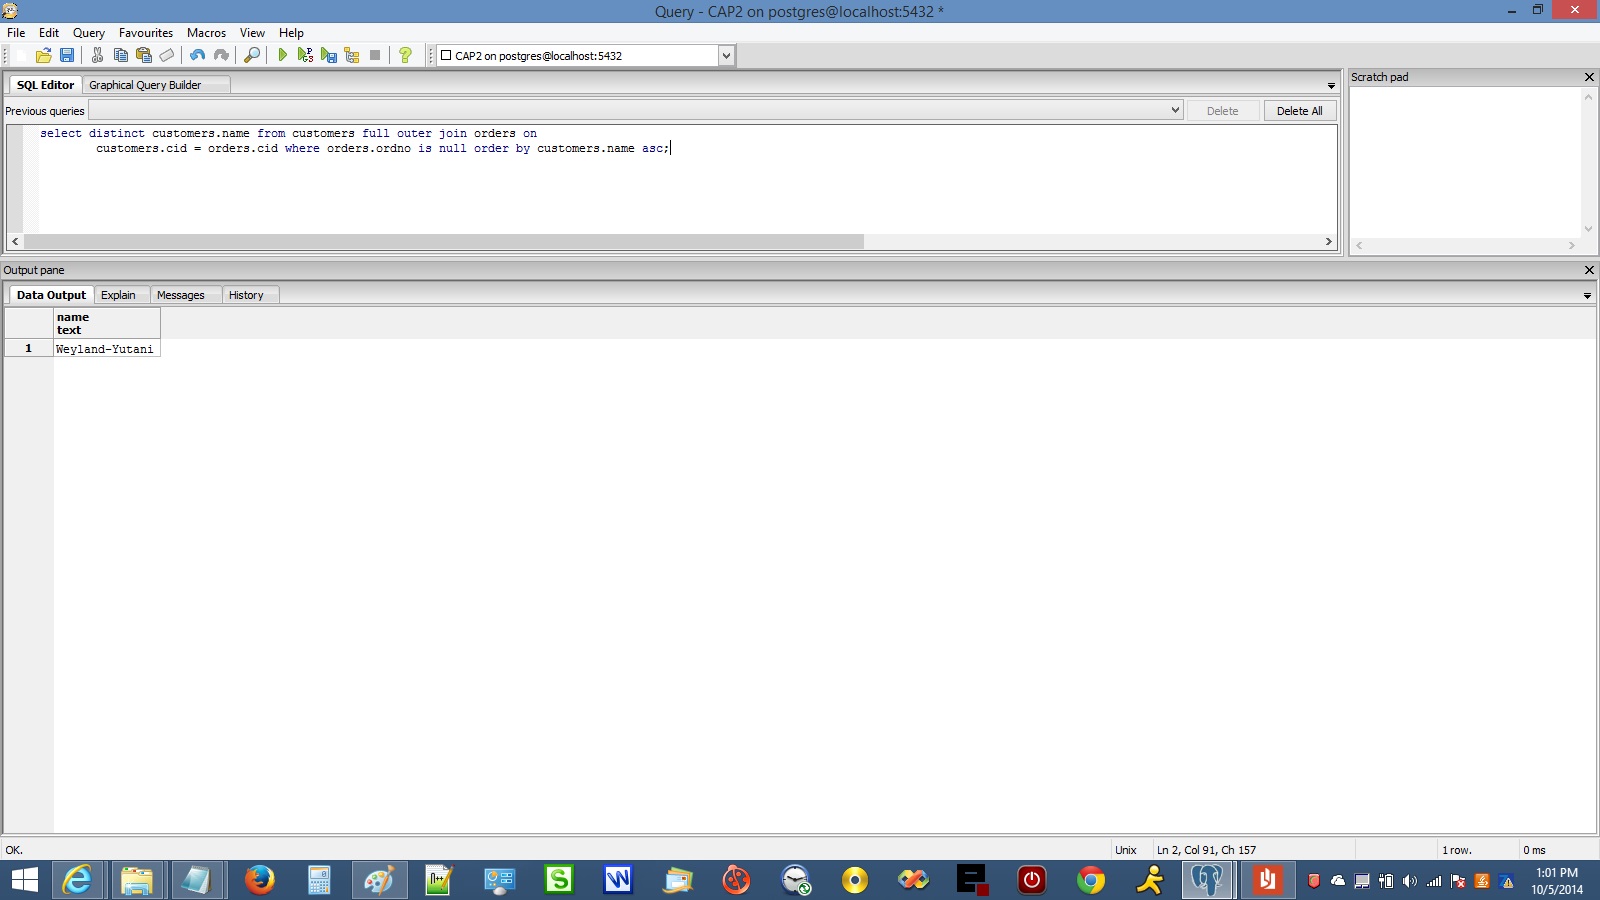 Query - CAP2 on postgres@localhost:5432 *
File Edit Query Favourites Macros View Help
CAP2 on postgres@localhost:5432
SQL Editor Graphical Query Builder
Scratch pad
Previous queries Delete Delete All
select distinct customers.name from customers full outer join orders on
customers.cid = orders.cid where orders.ordno is null order by customers.name asc;
Output pane
Data Output Explain Messages History
name
text
1 Weyland-Yutani
OK. Unix Ln 2, Col 91, Ch 157 1 row. 0 ms
1:01 PM
10/5/2014